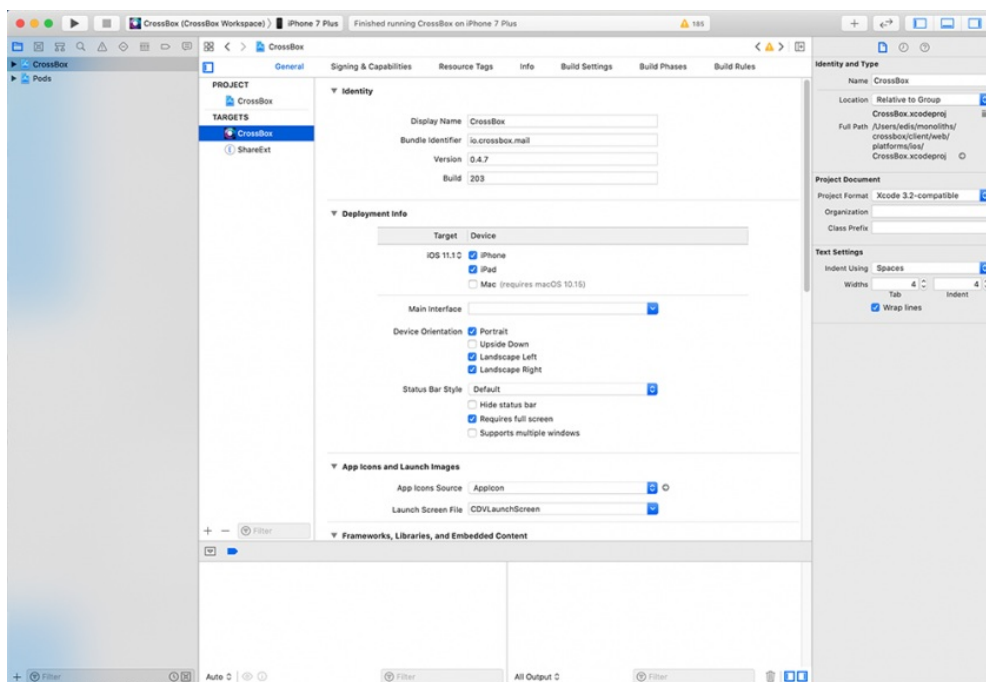 CrossBox (CrossBox Workspace) iPhone 7 Plus Finished running CrossBox on iPhone 7 Plus 185
CrossBox
CrossBox
Pods
General Signing & Capabilities Resource Tags Info Build Settings Build Phases Build Rules
PROJECT
CrossBox
TARGETS
CrossBox
ShareExt
Filter
Identity
Display Name CrossBox
Bundle Identifier io.crossbox.mail
Version 0.4.7
Build 203
Deployment Info
Target Device
iOS 11.1 iPhone
iPad
Mac (requires macOS 10.15)
Main Interface
Device Orientation Portrait
Upside Down
Landscape Left
Landscape Right
Status Bar Style Default
Hide status bar
Requires full screen
Supports multiple windows
App Icons and Launch Images
App Icons Source AppIcon
Launch Screen File CDVLaunchScreen
Frameworks, Libraries, and Embedded Content
Identity and Type
Name CrossBox
Location Relative to Group
CrossBox.xcodeproj
Full Path /Users/edis/monoliths/
crossbox/client/web/
platforms/ios/
CrossBox.xcodeproj
Project Document
Project Format Xcode 3.2-compatible
Organization
Class Prefix
Text Settings
Indent Using Spaces
Widths 4 4
Tab Indent
Wrap lines
Filter Auto Filter All Output Filter